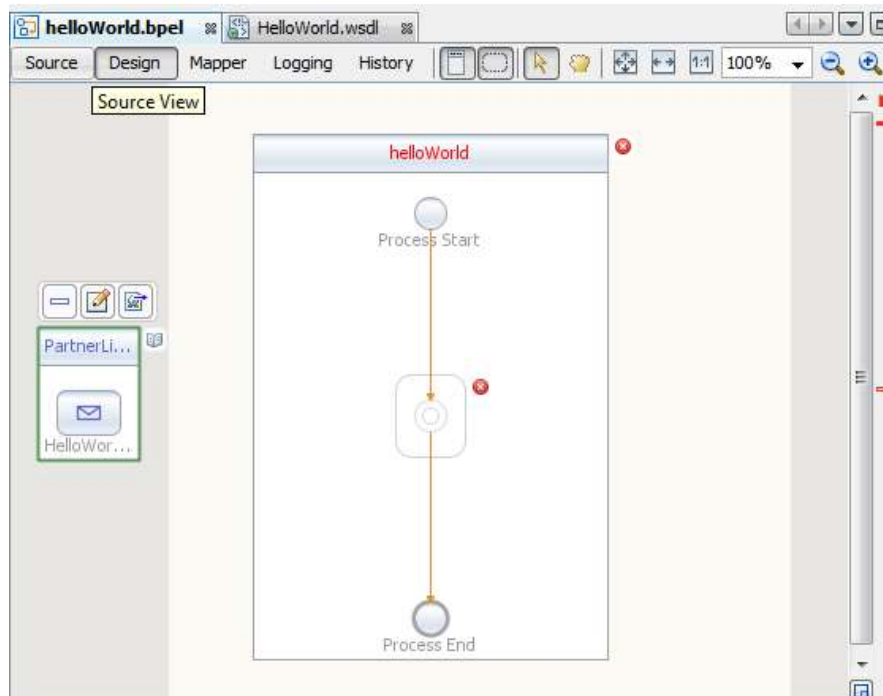 helloWorld.bpel HelloWorld.wsdl
Source Design Mapper Logging History 1:1 100%
Source View
helloWorld
Process Start
PartnerLi...
HelloWor...
Process End